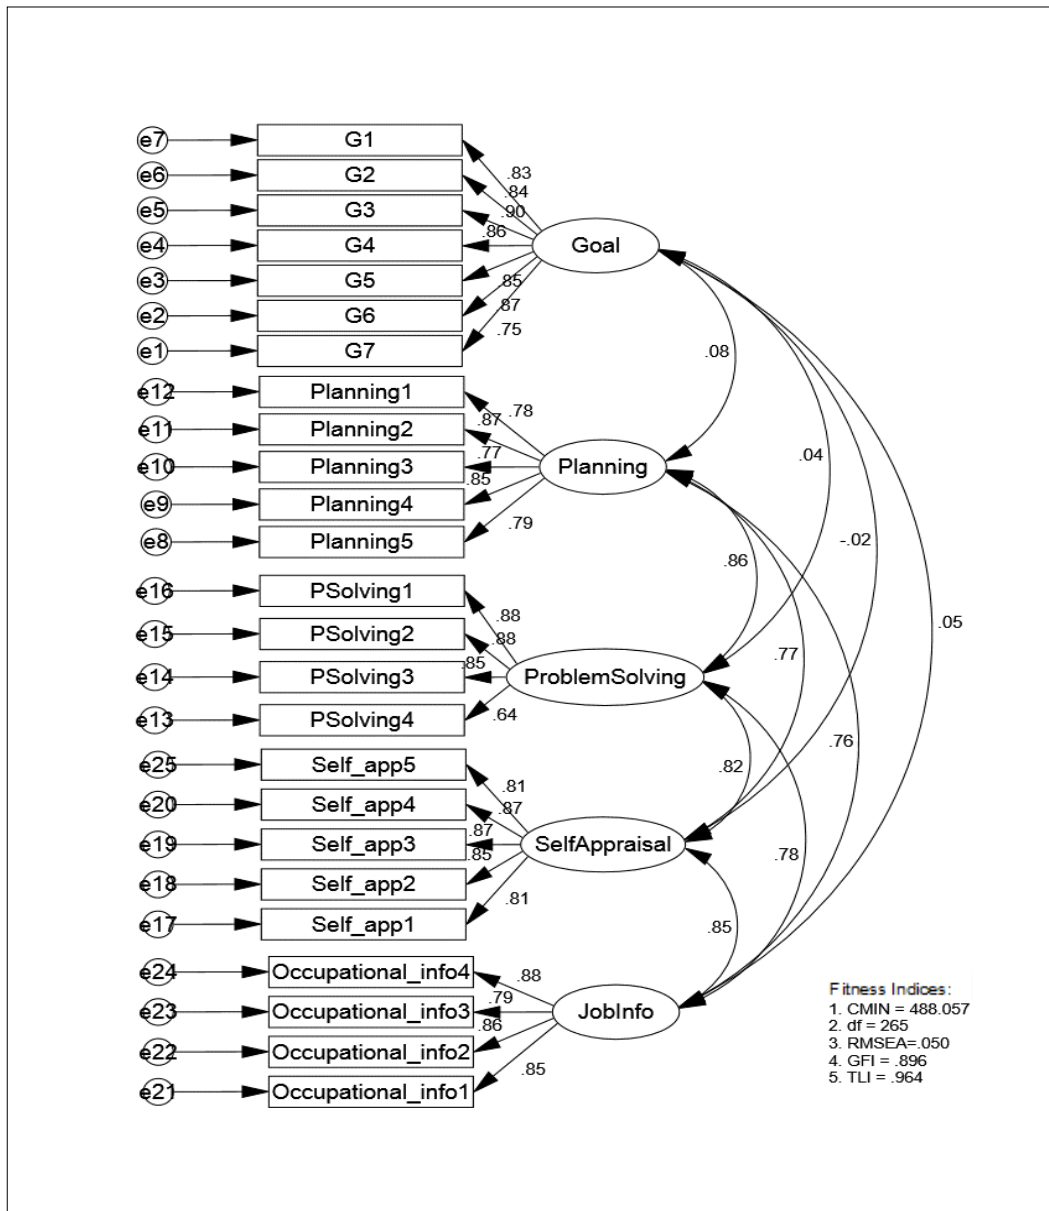 e7 G1
.83
e6 G2
.84
e5 G3
.90
e4 G4
.86
Goal
e3 G5
.85
e2 G6
.87
e1 G7
.75
.08
e12 Planning1
.78
e11 Planning2
.87
e10 Planning3
.77
Planning
.04
e9 Planning4
.85
e8 Planning5
.79
-.02
.86
e16 PSolving1
.88
e15 PSolving2
.88
.05
.77
e14 PSolving3
.85
ProblemSolving
e13 PSolving4
.64
.76
e25 Self_app5
.81
.82
e20 Self_app4
.87
e19 Self_app3
.87
SelfAppraisal
.78
e18 Self_app2
.85
e17 Self_app1
.81
.85
e24 Occupational_info4
.88
e23 Occupational_info3
.79
JobInfo
e22 Occupational_info2
.86
e21 Occupational_info1
.85
Fitness Indices:
1. CMIN = 488.057
2. df = 265
3. RMSEA=.050
4. GFI = .896
5. TLI = .964